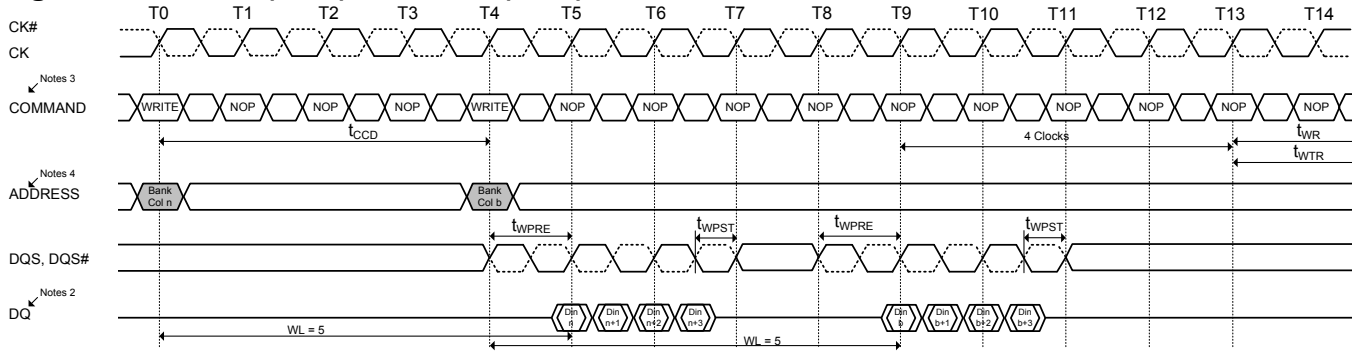 T0 T1 T2 T3 T4 T5 T6 T7 T8 T9 T10 T11 T12 T13 T14
CK#
CK
Notes 3
COMMAND
WRITE NOP NOP NOP WRITE NOP NOP NOP NOP NOP NOP NOP NOP NOP NOP
tCCD
4 Clocks
tWR
tWTR
Notes 4
ADDRESS
Bank Col n
Bank Col b
tWPRE
tWPST
tWPRE
tWPST
DQS, DQS#
Notes 2
DQ
Din n
Din n+1
Din n+2
Din n+3
Din b
Din b+1
Din b+2
Din b+3
WL = 5
WL = 5